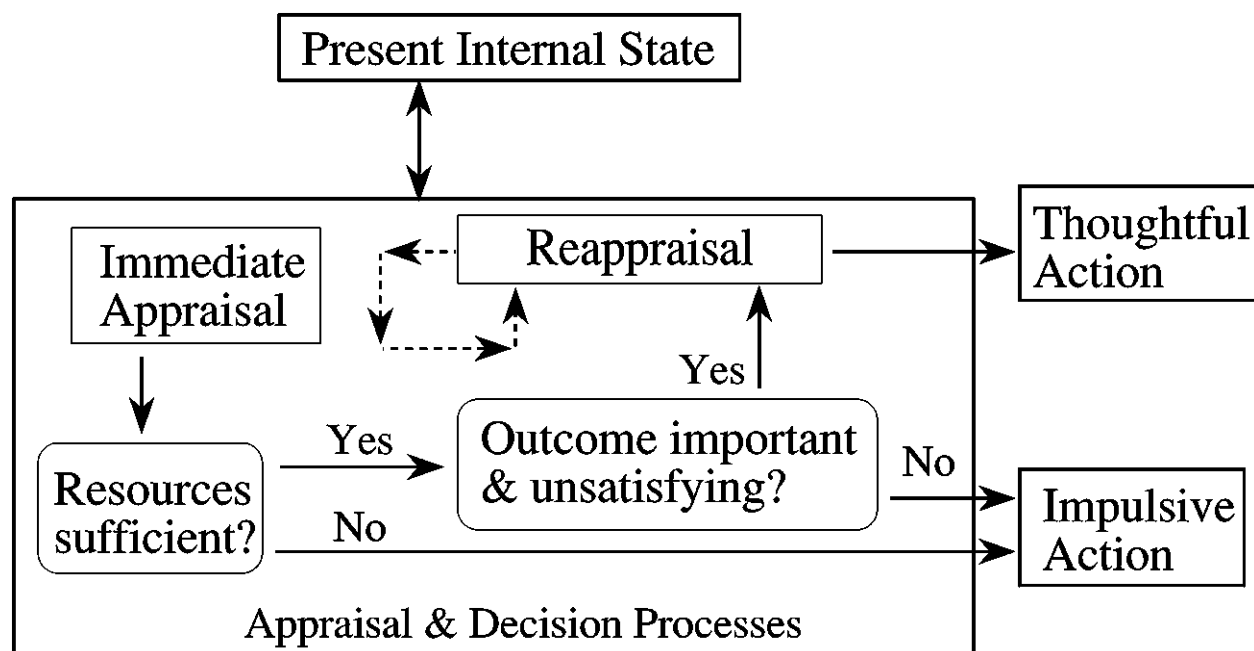 Present Internal State
Immediate
Appraisal
Reappraisal
Thoughtful
Action
Yes
Resources
sufficient?
Yes
No
Outcome important
& unsatisfying?
No
Impulsive
Action
Appraisal & Decision Processes